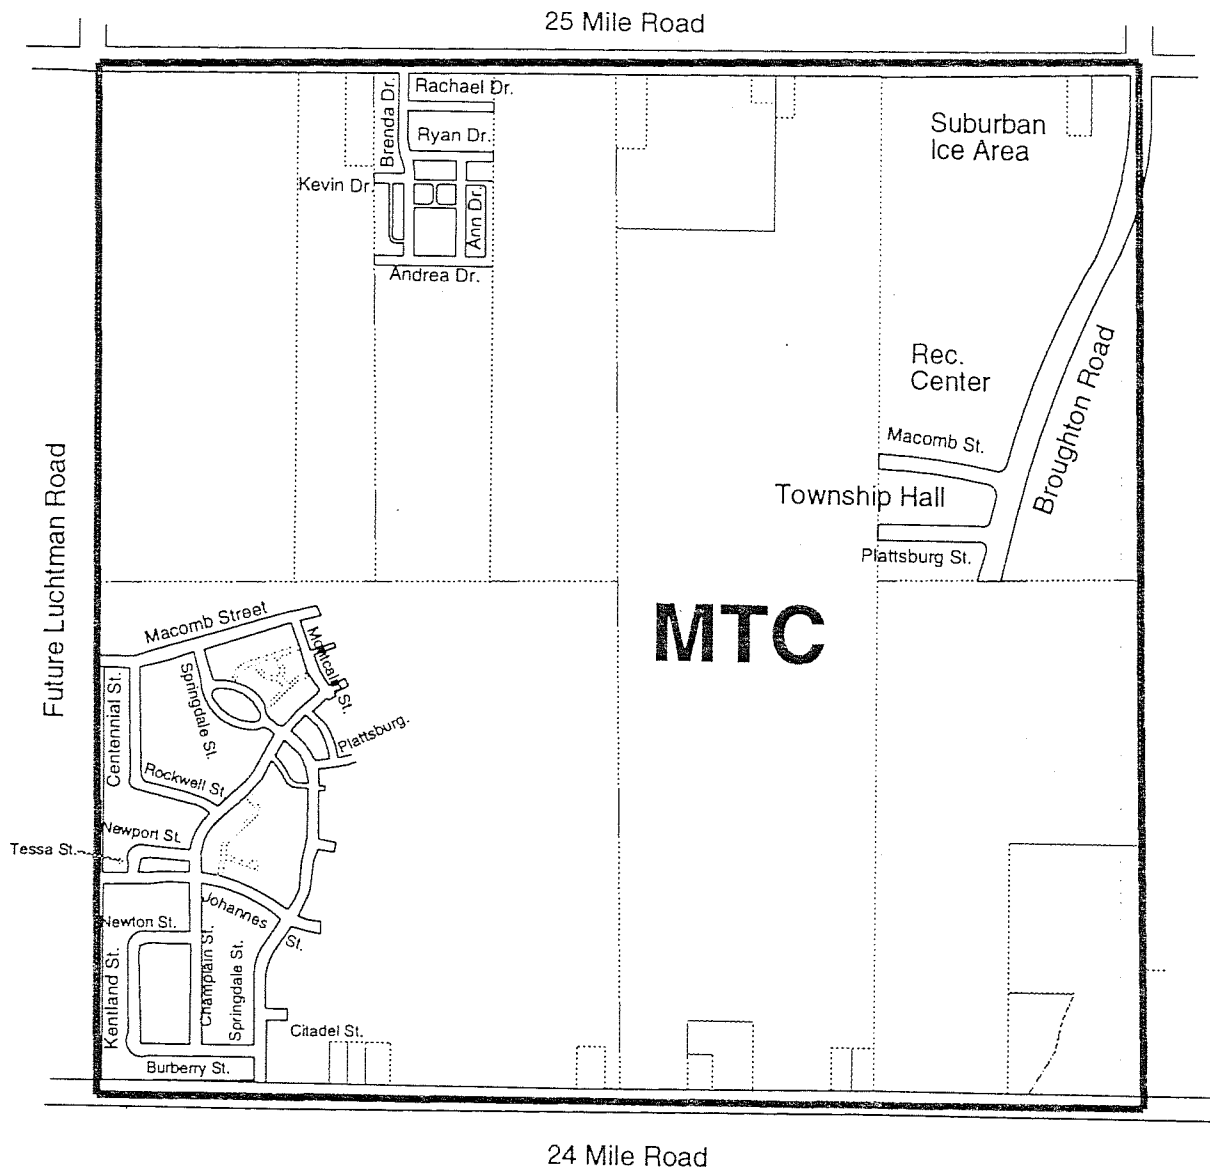 25 Mile Road
Rachael Dr.
Brenda Dr.
Ryan Dr.
Kevin Dr.
Ann Dr.
Andrea Dr.
Suburban
Ice Area
Rec.
Center
Macomb St.
Broughton Road
Township Hall
Plattsburg St.
Future Luchtman Road
MTC
Macomb Street
Montcalm St.
Springdale St.
Centennial St.
Plattsburg.
Rockwell St.
Newport St.
Tessa St.
Johannes St.
Newton St.
Champlain St.
Springdale St.
Kentland St.
Citadel St.
Burberry St.
24 Mile Road